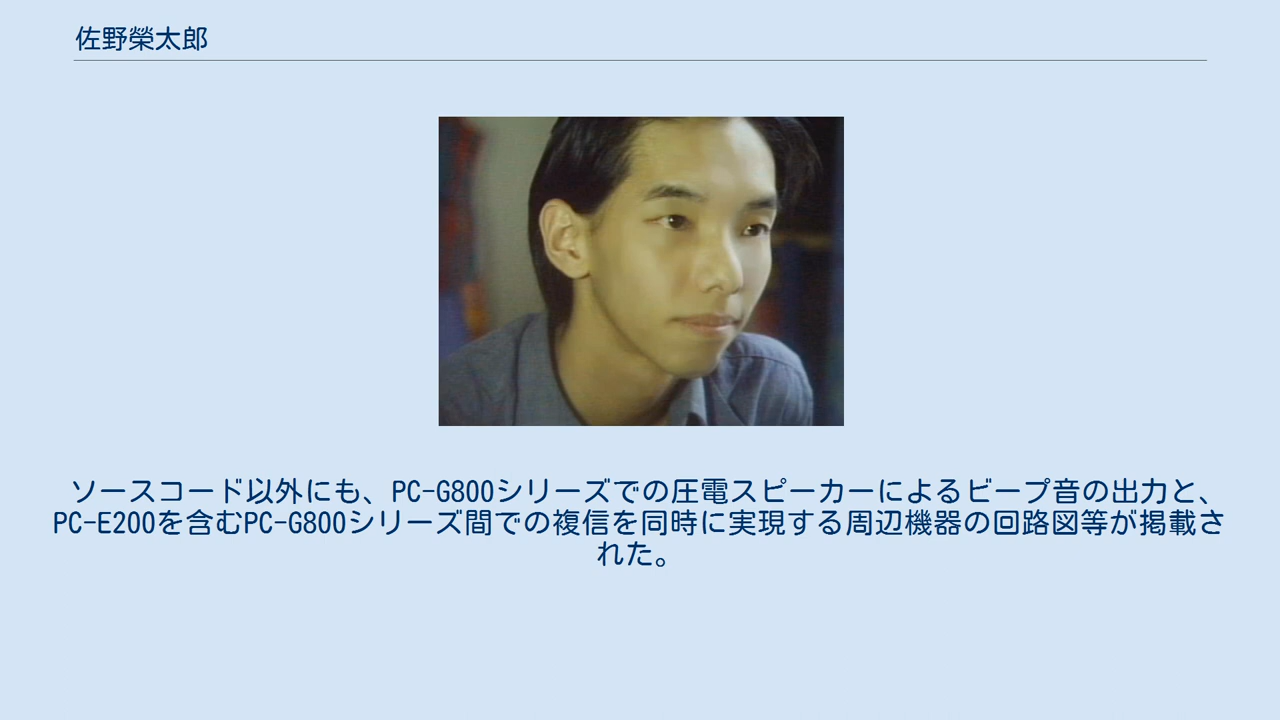 佐野榮太郎
ソースコード以外にも、PC-G800シリーズでの圧電スピーカーによるビープ音の出力と、
PC-E200を含むPC-G800シリーズ間での複信を同時に実現する周辺機器の回路図等が掲載さ
れた。